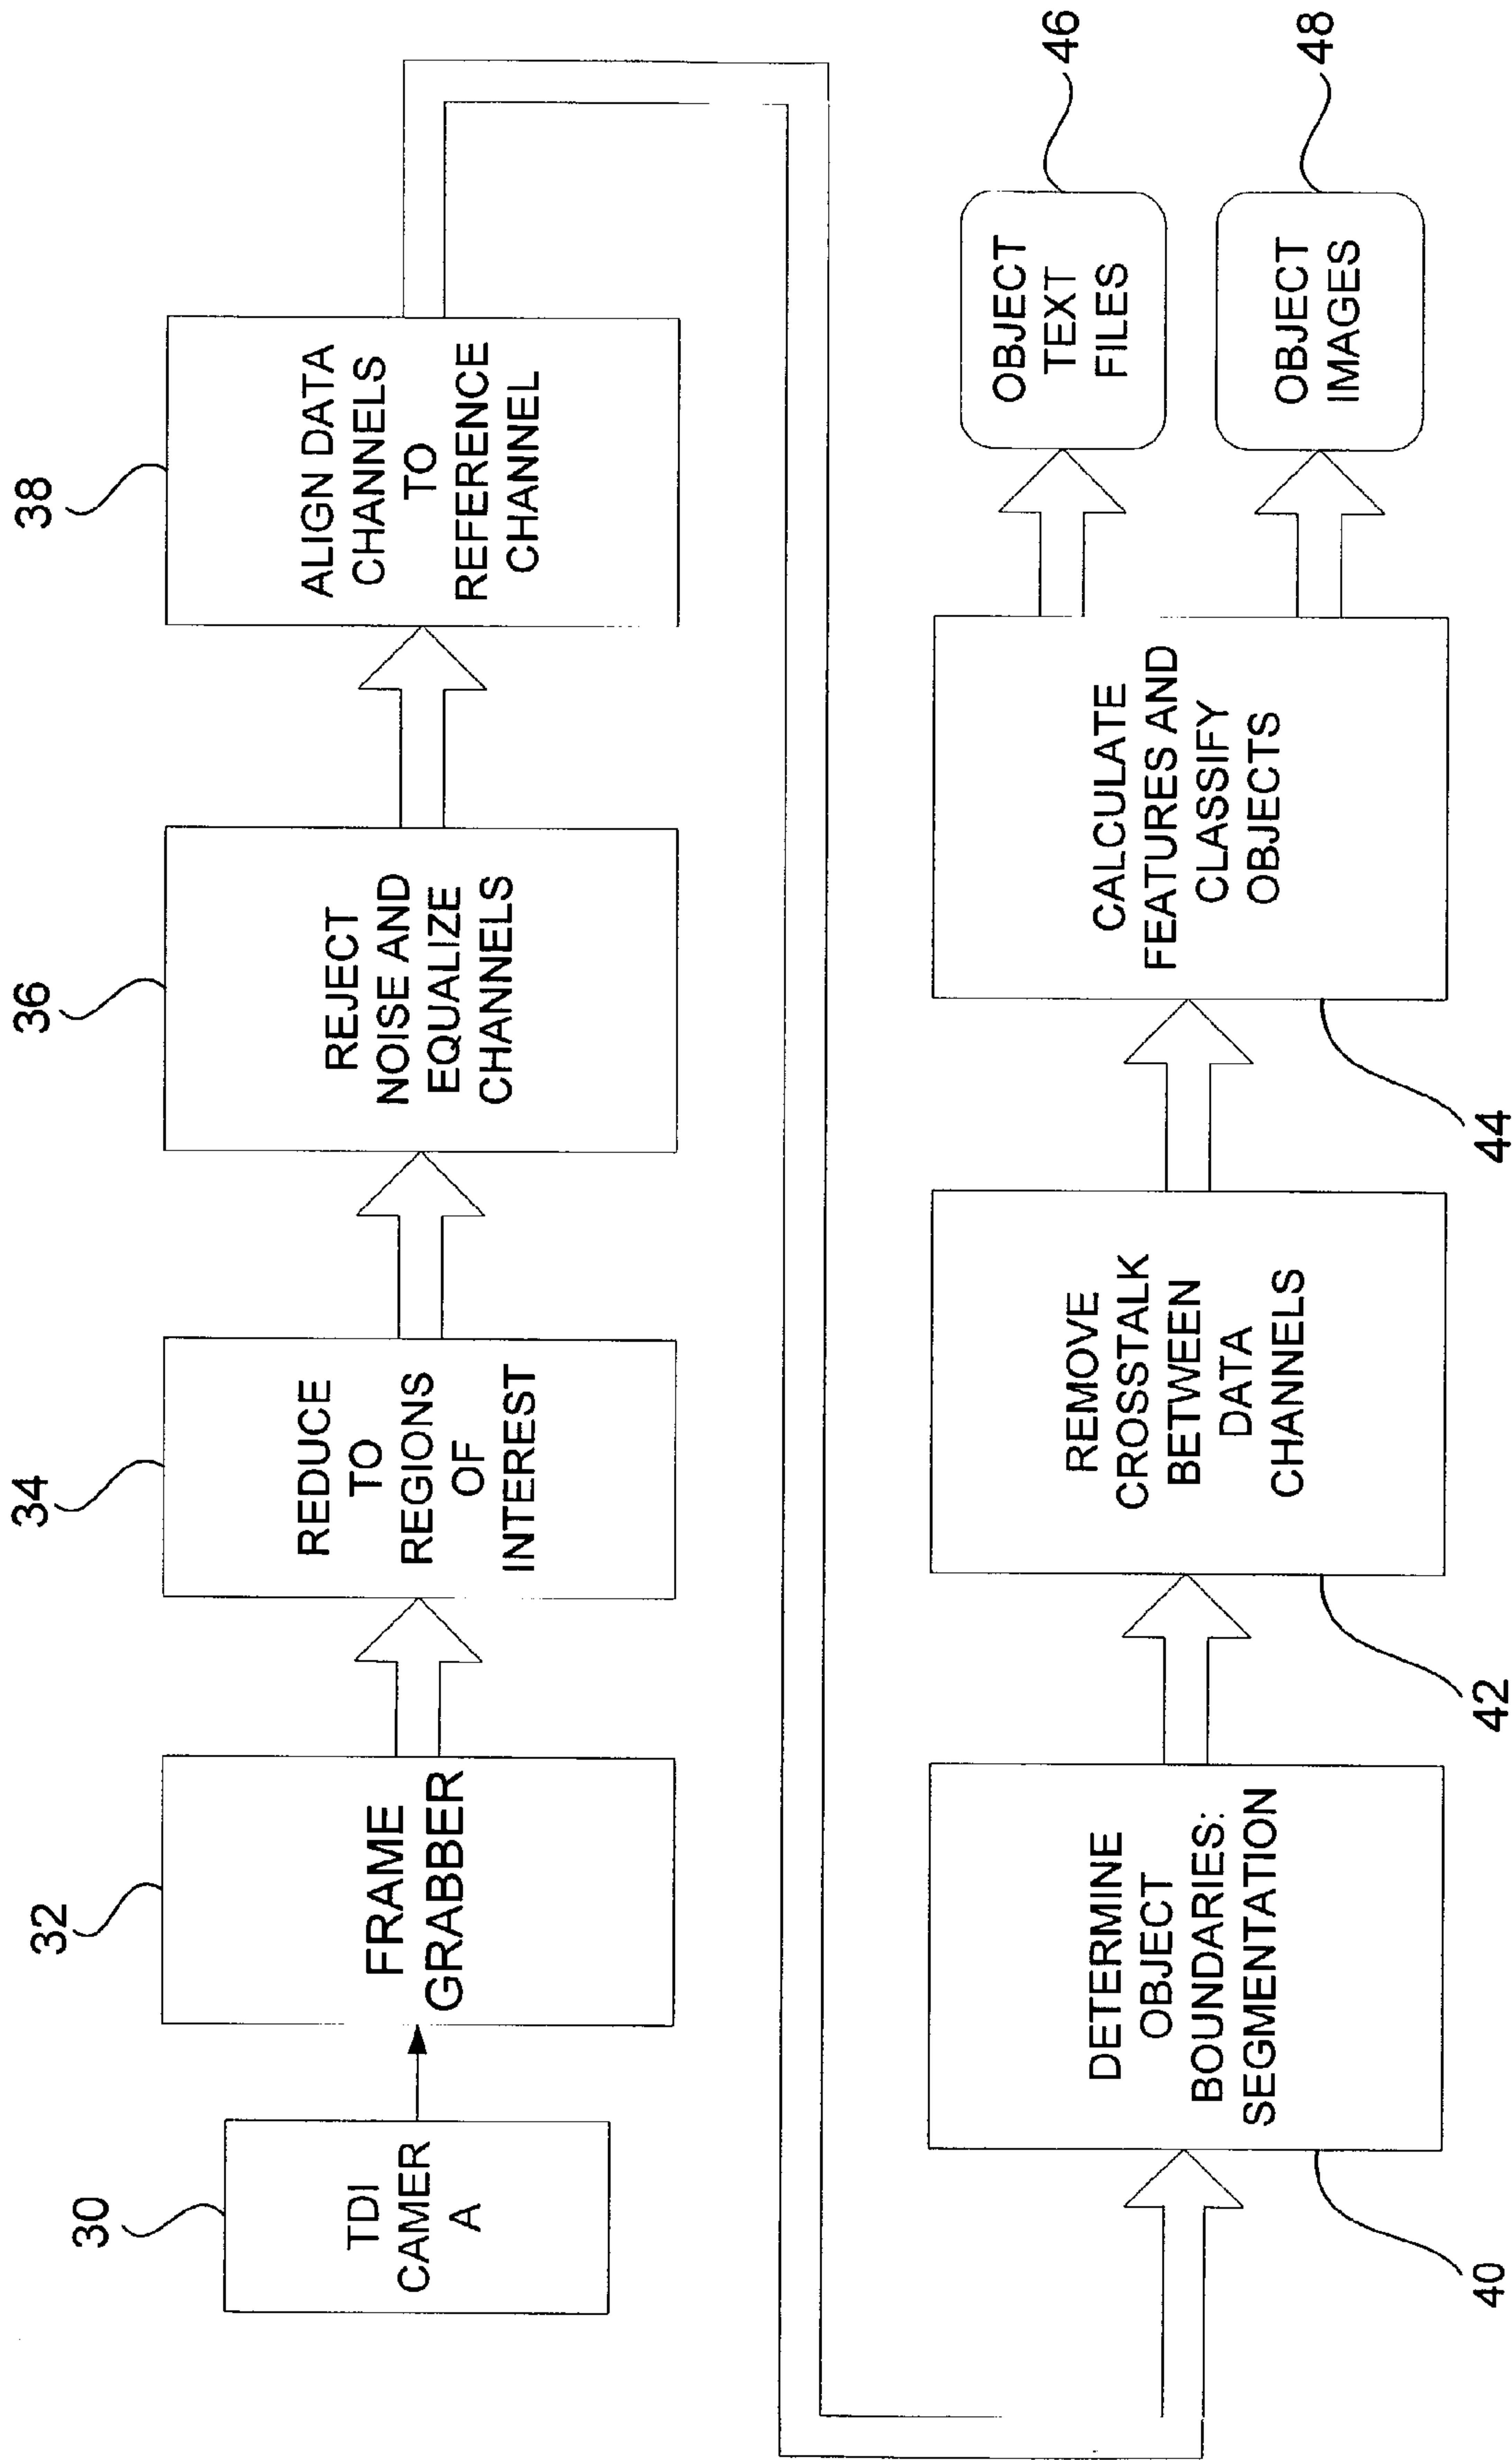 30
TDI
CAMER
A
32
FRAME
GRABBER
34
REDUCE
TO
REGIONS
OF
INTEREST
36
REJECT
NOISE AND
EQUALIZE
CHANNELS
38
ALIGN DATA
CHANNELS
TO
REFERENCE
CHANNEL
DETERMINE
OBJECT
BOUNDARIES:
SEGMENTATION
40
REMOVE
CROSSTALK
BETWEEN
DATA
CHANNELS
42
CALCULATE
FEATURES AND
CLASSIFY
OBJECTS
44
OBJECT
TEXT
FILES
46
OBJECT
IMAGES
48